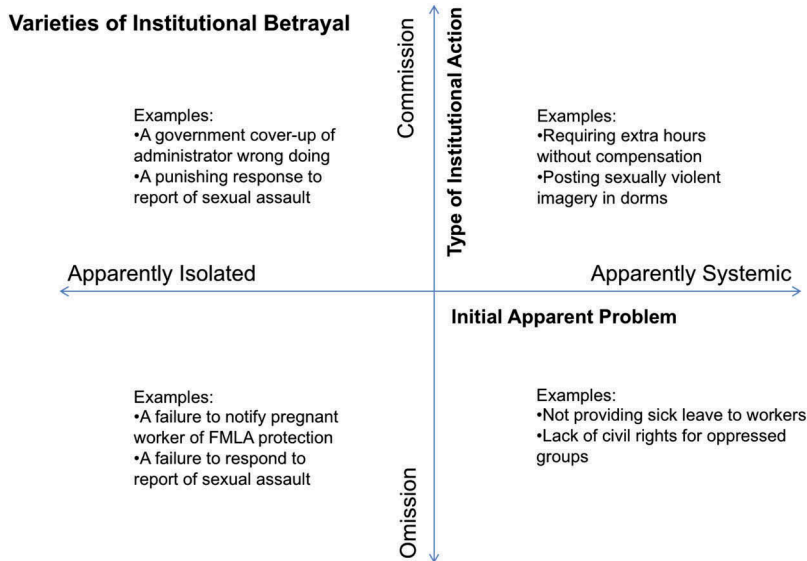 Varieties of Institutional Betrayal
Commission
Type of Institutional Action
Examples:
•A government cover-up of
administrator wrong doing
•A punishing response to
report of sexual assault
Examples:
•Requiring extra hours
without compensation
•Posting sexually violent
imagery in dorms
Apparently Isolated
Apparently Systemic
Initial Apparent Problem
Examples:
•A failure to notify pregnant
worker of FMLA protection
•A failure to respond to
report of sexual assault
Examples:
•Not providing sick leave to workers
•Lack of civil rights for oppressed
groups
Omission